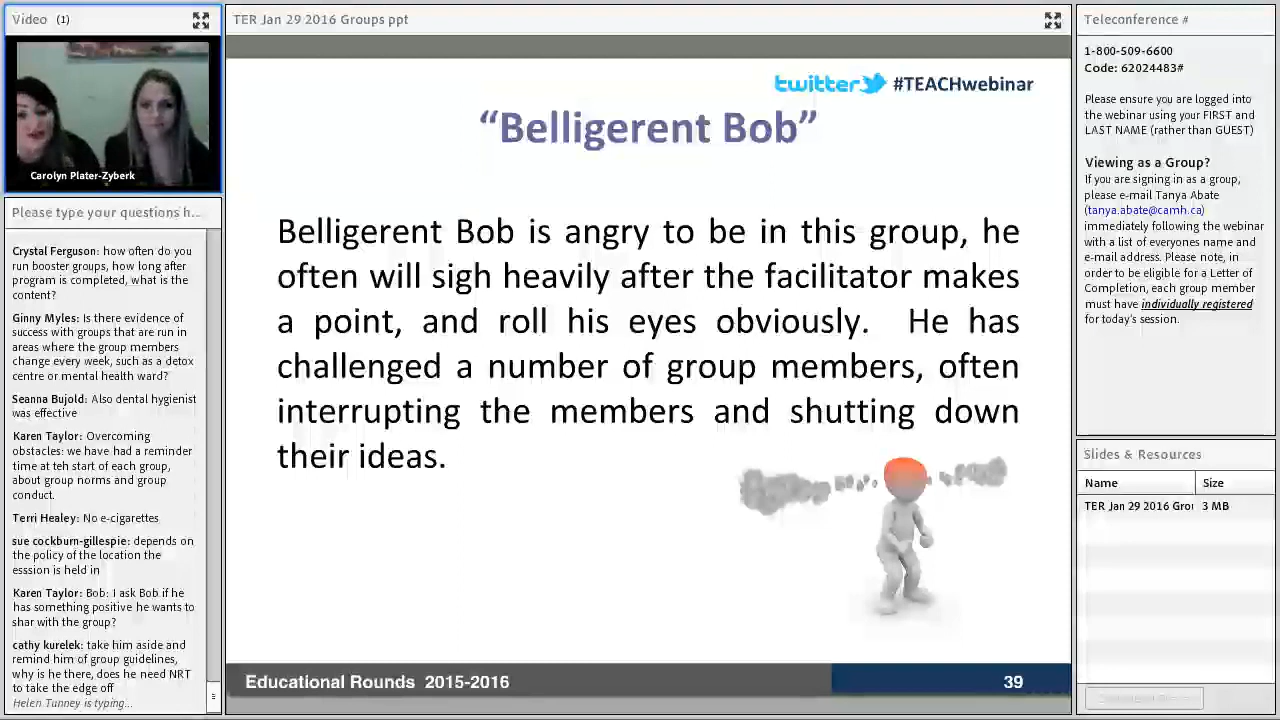 Video (1)
Carolyn Plater-Zyberk
Please type your questions h...
Crystal Ferguson: how often do you
run booster groups, how long after
program is completed, what is the
content?
Ginny Myles: Is there evidence of
success with groups that are run in
areas where the group members
change every week, such as a detox
centre or mental health ward?
Seanna Bujold: Also dental hygienist
was effective
Karen Taylor: Overcoming
obstacles: we have had a reminder
time at teh start of each group,
about group norms and group
conduct.
Terri Healey: No e-cigarettes
sue cockburn-gillespie: depends on
the policy of the location the
esssion is held in
Karen Taylor: Bob: I ask Bob if he
has something positive he wants to
shar with the group?
cathy kurelek: take him aside and
remind him of group guidelines,
why is he there, does he need NRT
to take the edge off
Helen Tanney is typing...
TER Jan 29 2016 Groups ppt
twitter #TEACHwebinar
“Belligerent Bob”
Belligerent Bob is angry to be in this group, he
often will sigh heavily after the facilitator makes
a point, and roll his eyes obviously. He has
challenged a number of group members, often
interrupting the members and shutting down
their ideas.
Educational Rounds 2015-2016
39
Teleconference #
1-800-509-6600
Code: 62024483#
Please ensure you are logged into
the webinar using your FIRST and
LAST NAME (rather than GUEST)
Viewing as a Group?
If you are signing in as a group,
please e-mail Tanya Abate
(tanya.abate@camh.ca)
immediately following the webinar
with a list of everyones name and
e-mail address. Please note, in
order to be eligible for a Letter of
Completion, each group member
must have individually registered
for today's session.
Slides & Resources
Name Size
TER Jan 29 2016 Grou 3 MB